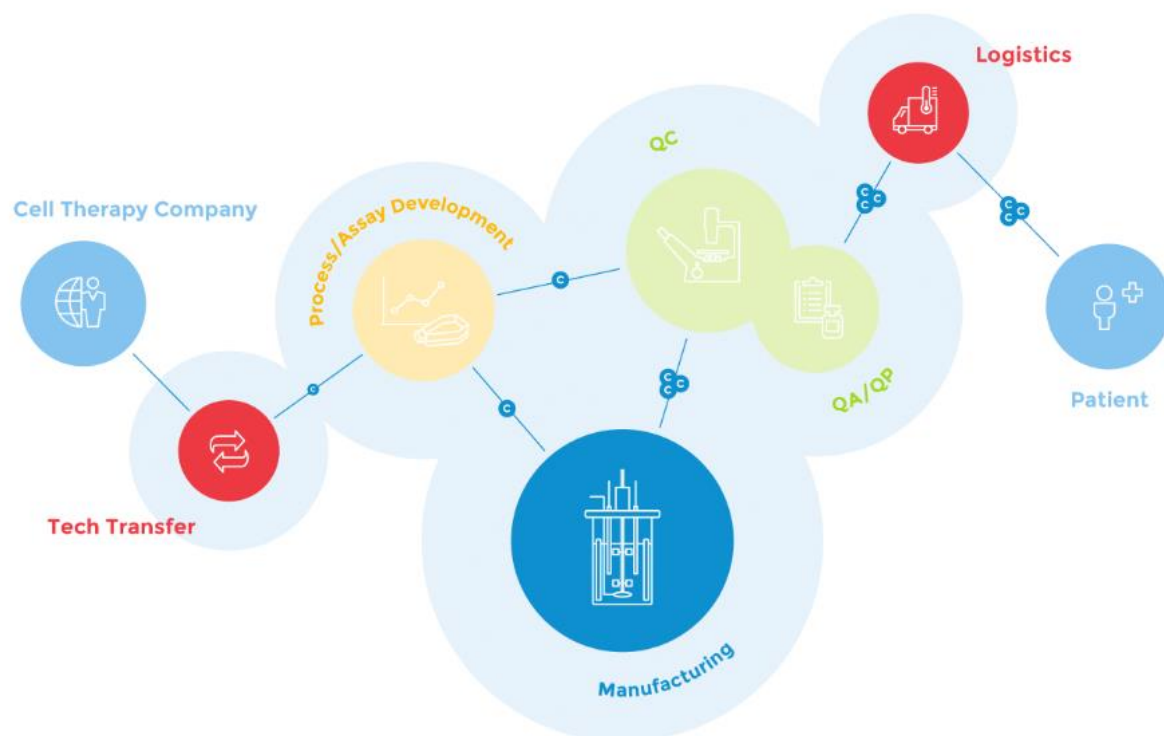 Logistics
QC
Cell Therapy Company
Process/Assay Development
C
C
C
C
C
C
C
C
C
QA/QP
Patient
C
C
C
Tech Transfer
Manufacturing